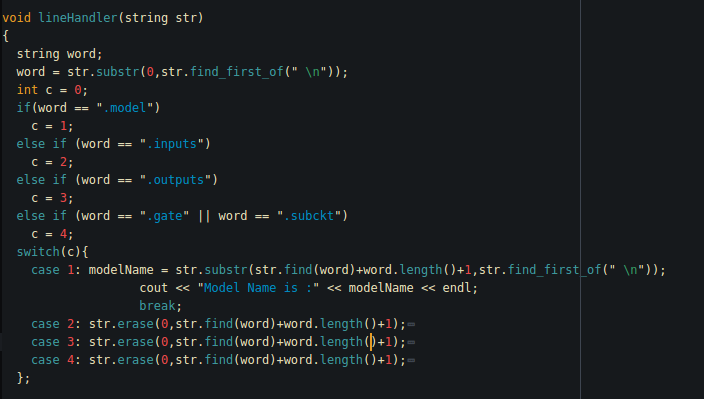 void lineHandler(string str)
{
  string word;
  word = str.substr(0,str.find_first_of(" \n"));
  int c = 0;
  if(word == ".model")
    c = 1;
  else if (word == ".inputs")
    c = 2;
  else if (word == ".outputs")
    c = 3;
  else if (word == ".gate" || word == ".subckt")
    c = 4;
  switch(c){
    case 1: modelName = str.substr(str.find(word)+word.length()+1,str.find_first_of(" \n"));
                   cout << "Model Name is :" << modelName << endl;
                   break;
    case 2: str.erase(0,str.find(word)+word.length()+1);
    case 3: str.erase(0,str.find(word)+word.length()+1);
    case 4: str.erase(0,str.find(word)+word.length()+1);
  };